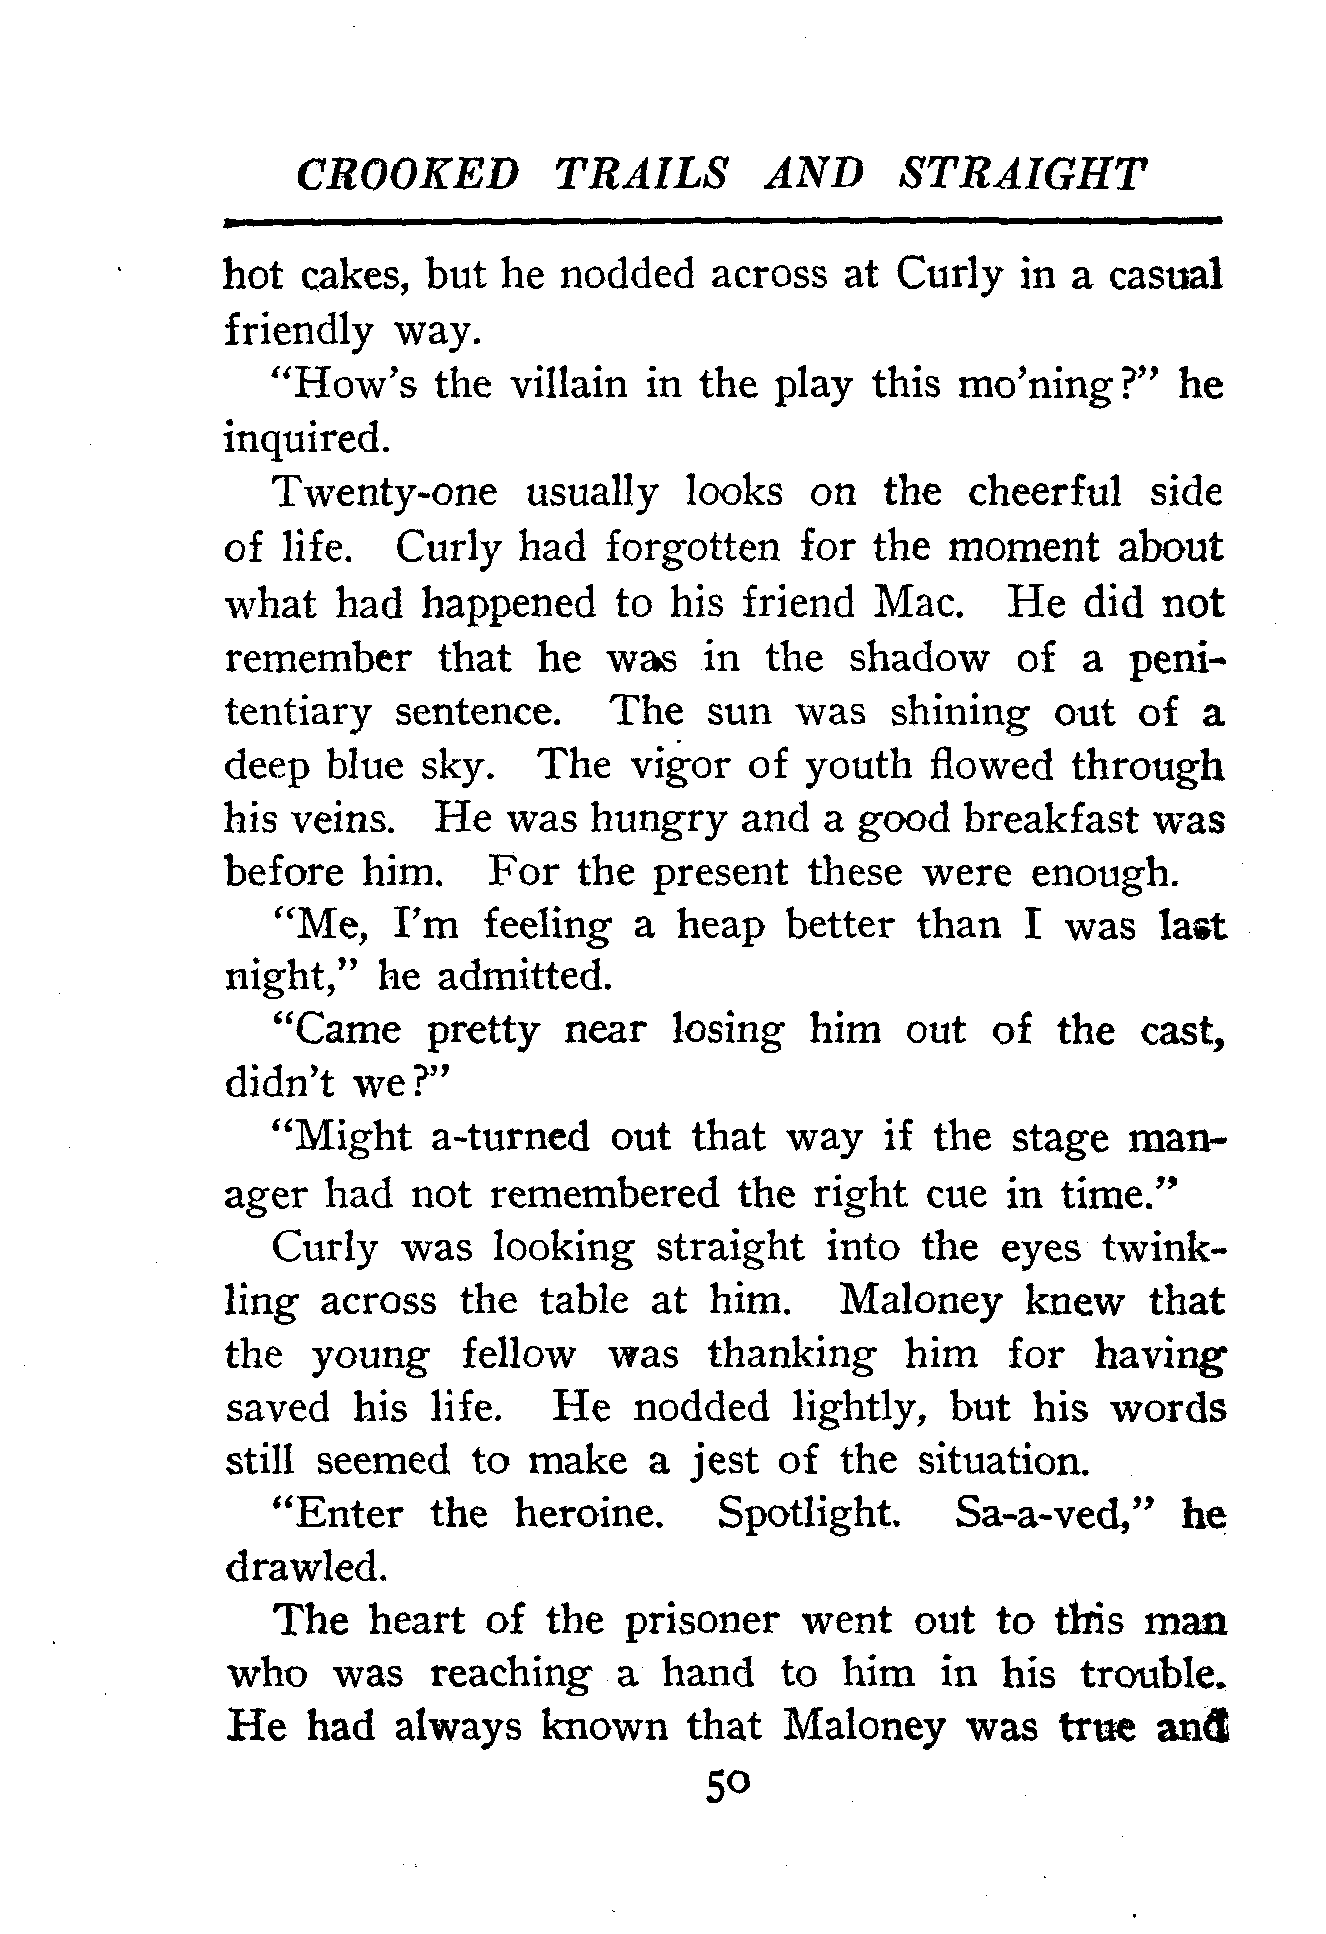 CROOKED TRAILS AND STRAIGHT
hot cakes, but he nodded across at Curly in a casual
friendly way.
"How's the villain in the play this mo'ning?" he
inquired.
Twenty-one usually looks on the cheerful side
of life. Curly had forgotten for the moment about
what had happened to his friend Mac. He did not
remember that he was in the shadow of a peni-
tentiary sentence. The sun was shining out of a
deep blue sky. The vigor of youth flowed through
his veins. He was hungry and a good breakfast was
before him. For the present these were enough.
"Me, I'm feeling a heap better than I was last
night," he admitted.
"Came pretty near losing him out of the cast,
didn't we?"
"Might a-turned out that way if the stage man-
ager had not remembered the right cue in time."
Curly was looking straight into the eyes twink-
ling across the table at him. Maloney knew that
the young fellow was thanking him for having
saved his life. He nodded lightly, but his words
still seemed to make a jest of the situation.
"Enter the heroine. Spotlight. Sa-a-ved," he
drawled.
The heart of the prisoner went out to this man
who was reaching a hand to him in his trouble.
He had always known that Maloney was true and
50